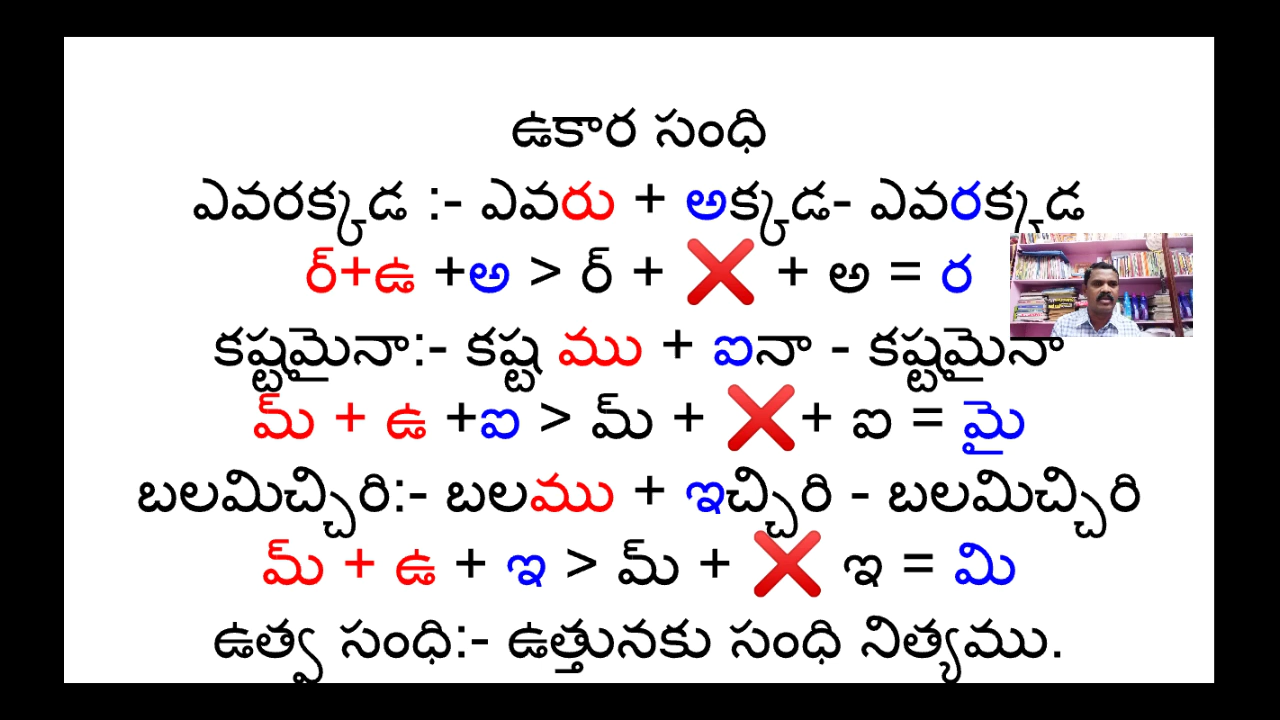 ఉకార సంధి
ఎవరక్కడ :- ఎవరు + అక్కడ- ఎవరక్కడ
ర్+ఉ +అ > ర్ + ❌ + అ = ర
కష్టమైనా:- కష్ట ము + ఐనా - కష్టమైనా
మ్ + ఉ +ఐ > మ్ + ❌+ ఐ = మై
బలమిచ్చిరి:- బలము + ఇచ్చిరి - బలమిచ్చిరి
మ్ + ఉ + ఇ > మ్ + ❌ ఇ = మి
ఉత్వ సంధి:- ఉత్తునకు సంధి నిత్యము.